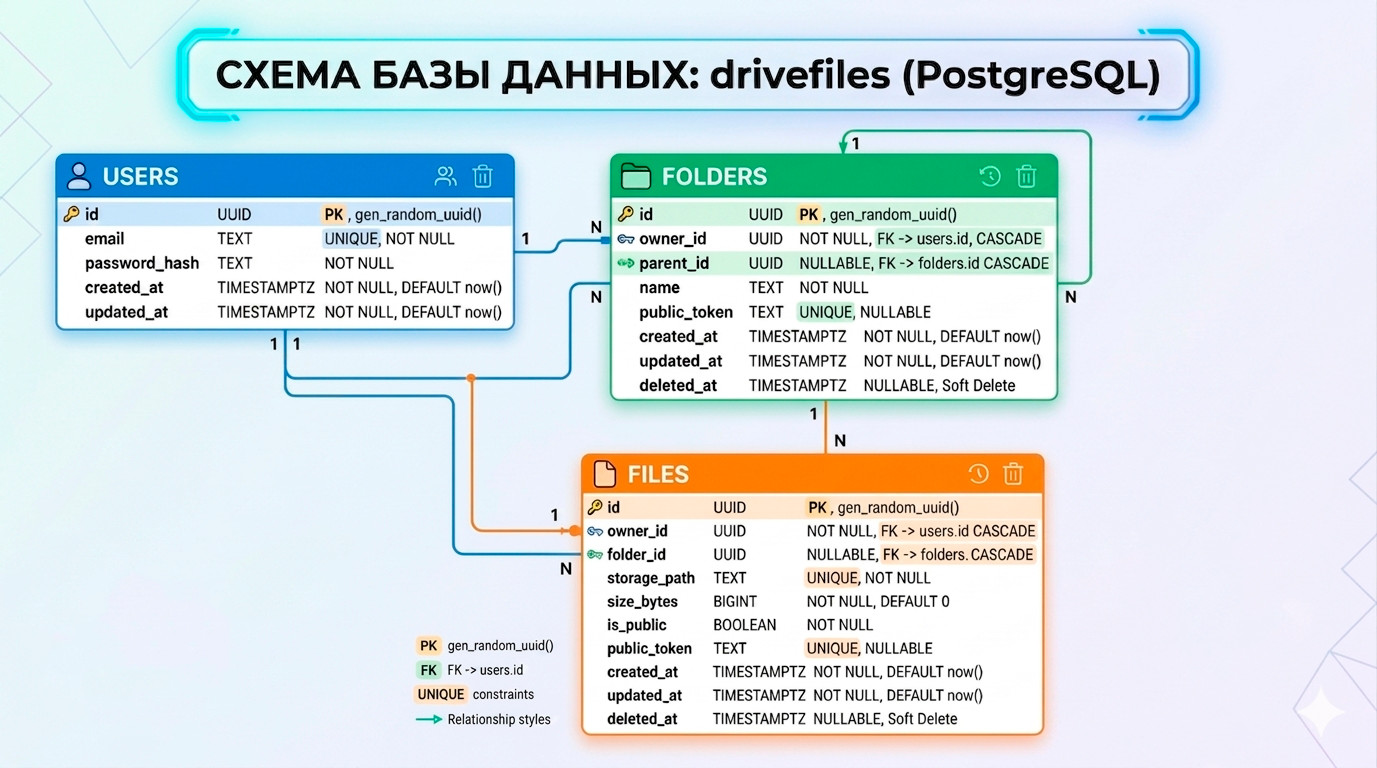 СХЕМА БАЗЫ ДАННЫХ: drivefiles (PostgreSQL)
USERS
id UUID PK, gen_random_uuid()
email TEXT UNIQUE, NOT NULL
password_hash TEXT NOT NULL
created_at TIMESTAMPTZ NOT NULL, DEFAULT now()
updated_at TIMESTAMPTZ NOT NULL, DEFAULT now()
1
N
N
1 1
FOLDERS
1
id UUID PK, gen_random_uuid()
owner_id UUID NOT NULL, FK -> users.id, CASCADE
parent_id UUID NULLABLE, FK -> folders.id CASCADE
name TEXT NOT NULL
public_token TEXT UNIQUE, NULLABLE
created_at TIMESTAMPTZ NOT NULL, DEFAULT now()
updated_at TIMESTAMPTZ NOT NULL, DEFAULT now()
deleted_at TIMESTAMPTZ NULLABLE, Soft Delete
N
1
N
FILES
id UUID PK, gen_random_uuid()
owner_id UUID NOT NULL, FK -> users.id CASCADE
folder_id UUID NULLABLE, FK -> folders. CASCADE
storage_path TEXT UNIQUE, NOT NULL
size_bytes BIGINT NOT NULL, DEFAULT 0
is_public BOOLEAN NOT NULL
public_token TEXT UNIQUE, NULLABLE
created_at TIMESTAMPTZ NOT NULL, DEFAULT now()
updated_at TIMESTAMPTZ NOT NULL, DEFAULT now()
deleted_at TIMESTAMPTZ NULLABLE, Soft Delete
1
N
PK gen_random_uuid()
FK FK -> users.id
UNIQUE constraints
Relationship styles